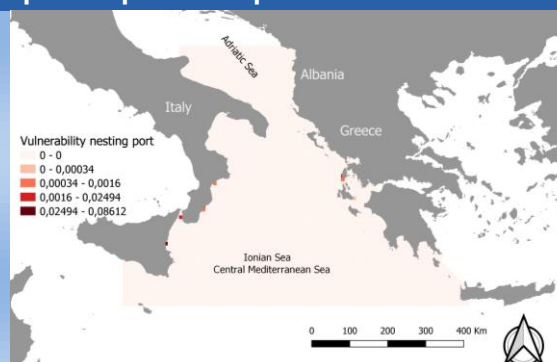 Adriatic Sea
Albania
Italy
Greece
Vulnerability nesting port
0 - 0
0 - 0,00034
0,00034 - 0,0016
0,0016 - 0,02494
0,02494 - 0,08612
Ionian Sea
Central Mediterranean Sea
0 100 200 300 400 Km